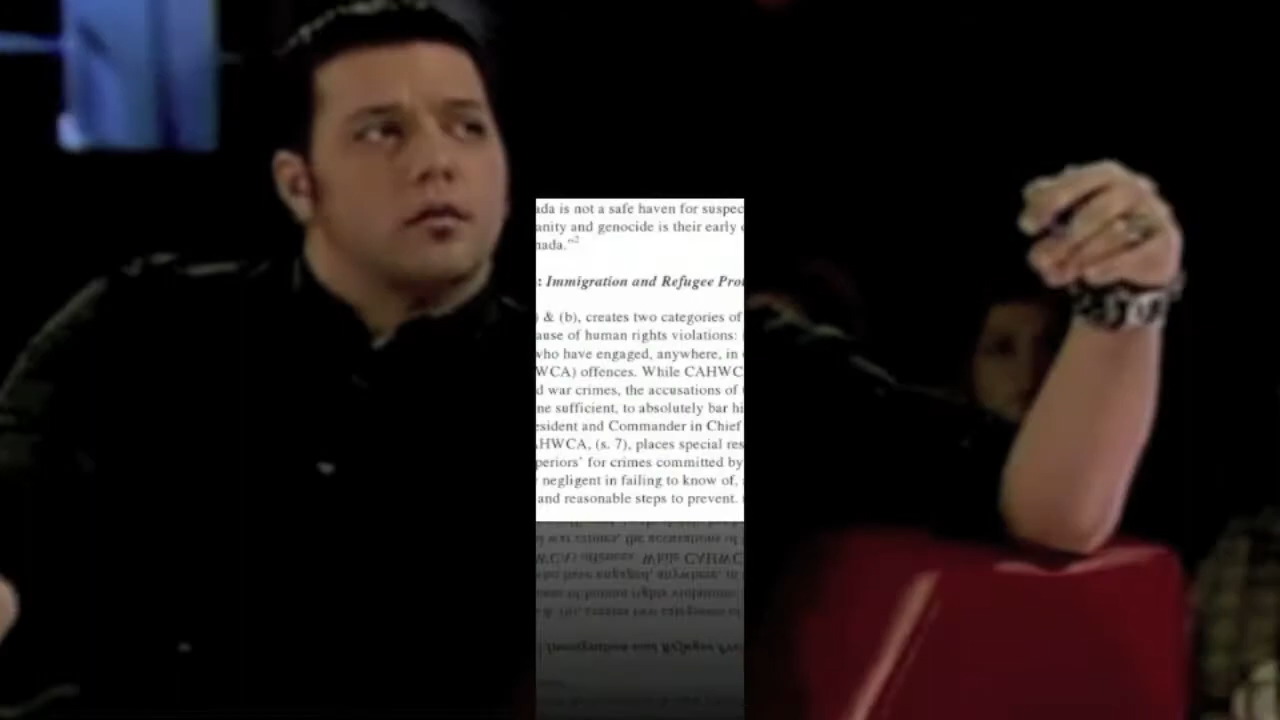 ada is not a safe haven for suspec
anity and genocide is their early
nada.”2
: Immigration and Refugee Pro
) & (b), creates two categories of
ause of human rights violations: (
who have engaged, anywhere, in
WCA) offences. While CAHWC
d war crimes, the accusations of
ne sufficient, to absolutely bar hi
esident and Commander in Chief
AHWCA, (s. 7), places special res
periors’ for crimes committed by
negligent in failing to know of,
and reasonable steps to prevent.